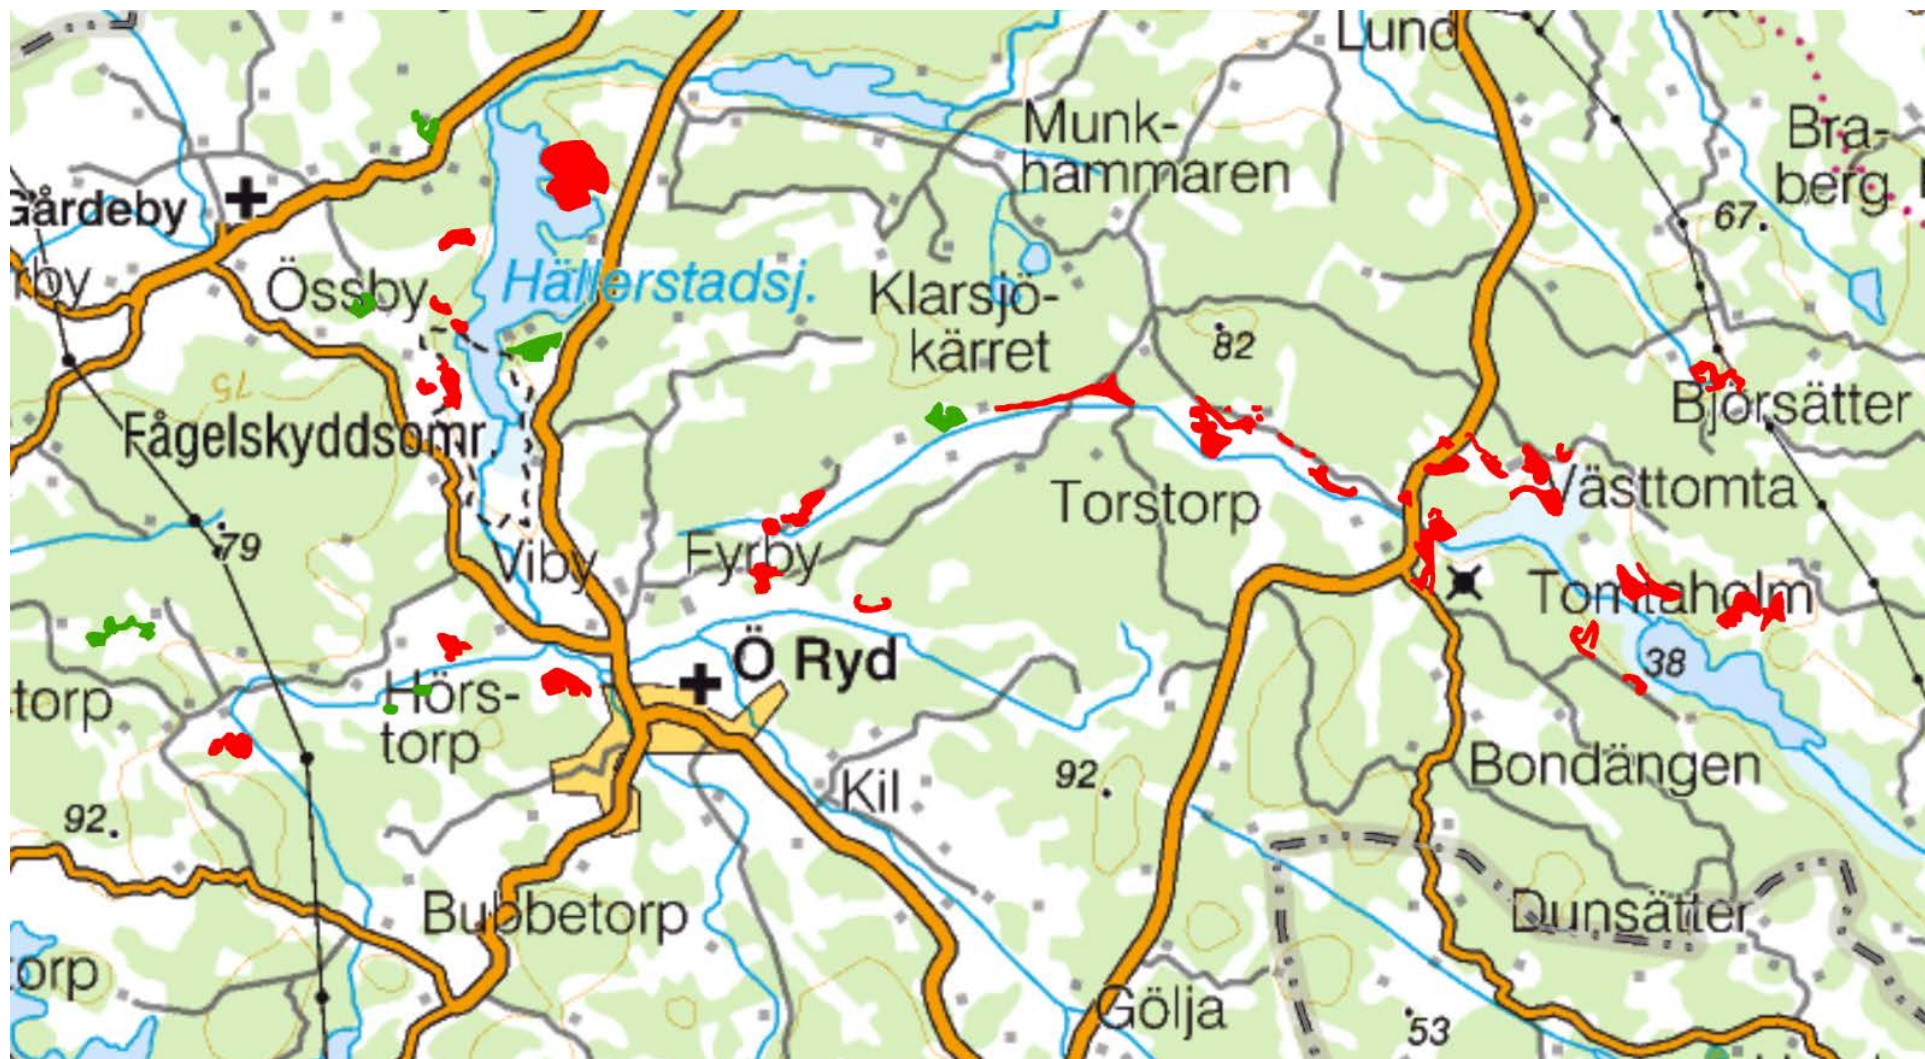 Lund
Munk-
hammaren
Bra-
berg
Gårdeby
67
rby
Össby
Hällerstadsj.
Klarsjö-
kärret
82
75
Björsätter
Fågelskyddsomr.
Västtomta
Torstorp
79
Viby
Fyrby
Tomtaholm
Ö Ryd
38
torp
Hörs-
torp
92
Kil
92
Bondängen
Bubbetorp
Dunsätter
orp
Gölja
53